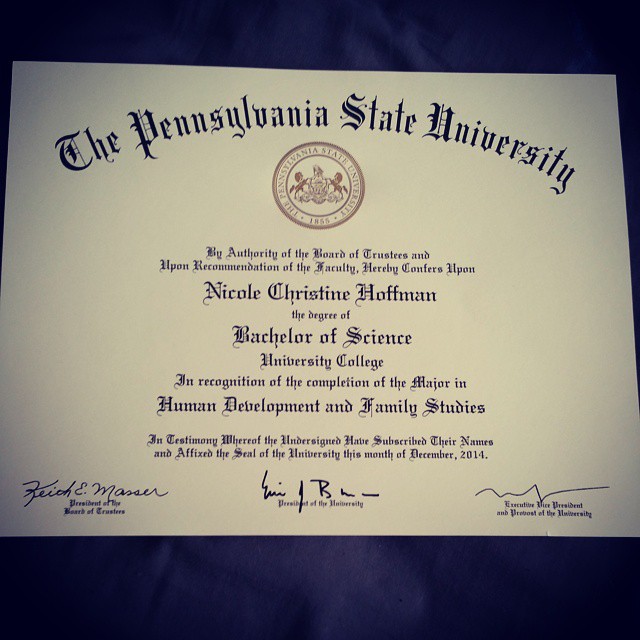 The Pennsylvania State University
THE PENNSYLVANIA STATE UNIVERSITY
1855
By Authority of the Board of Trustees and
Upon Recommendation of the Faculty, Hereby Confers Upon
Nicole Christine Hoffman
the degree of
Bachelor of Science
University College
In recognition of the completion of the Major in
Human Development and Family Studies
In Testimony Whereof the Undersigned Have Subscribed Their Names
and Affixed the Seal of the University this month of December, 2014.
Keith E. Masser
President of the
Board of Trustees
President of the University
Executive Vice President
and Provost of the University